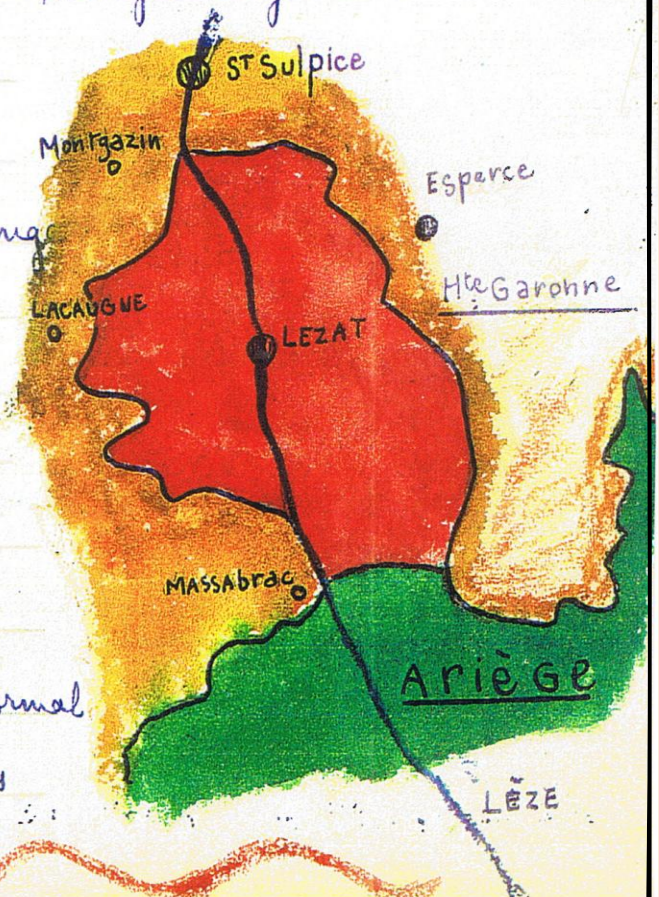 Sᵀ Sulpice
Montgazin
Esperce
Hᵗᵉ Garonne
LACAUGNE
LEZAT
MASSAbrac
ArièGe
LÈZE